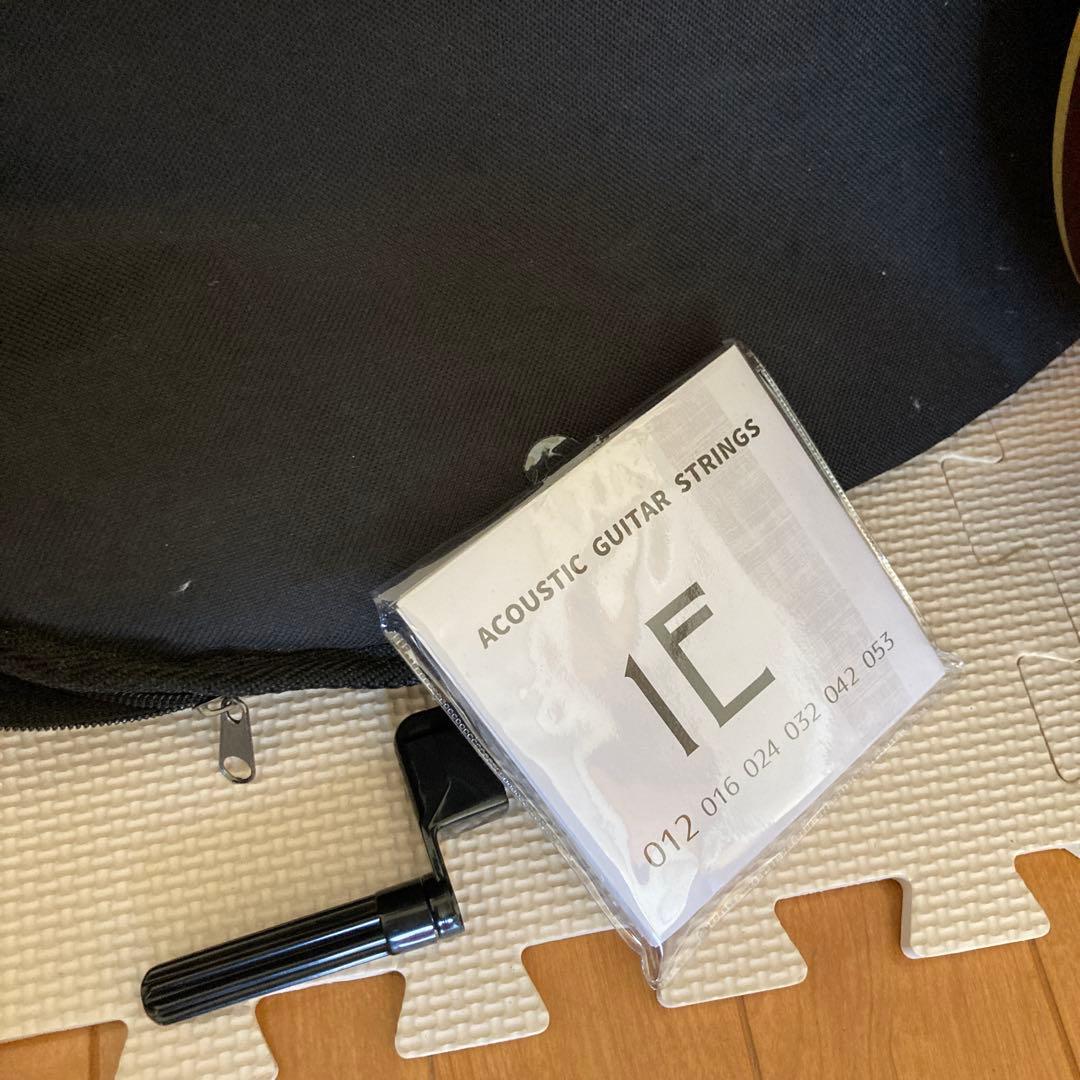 ACOUSTIC GUITAR STRINGS
1E
012 016 024 032 042 053